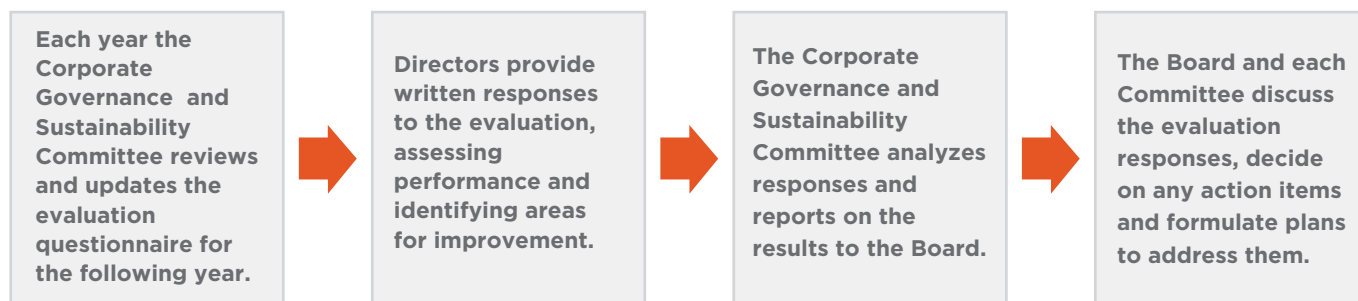 Each year the
Corporate
Governance and
Sustainability
Committee reviews
and updates the
evaluation
questionnaire for
the following year.
Directors provide
written responses
to the evaluation,
assessing
performance and
identifying areas
for improvement.
The Corporate
Governance and
Sustainability
Committee analyzes
responses and
reports on the
results to the Board.
The Board and each
Committee discuss
the evaluation
responses, decide
on any action items
and formulate plans
to address them.